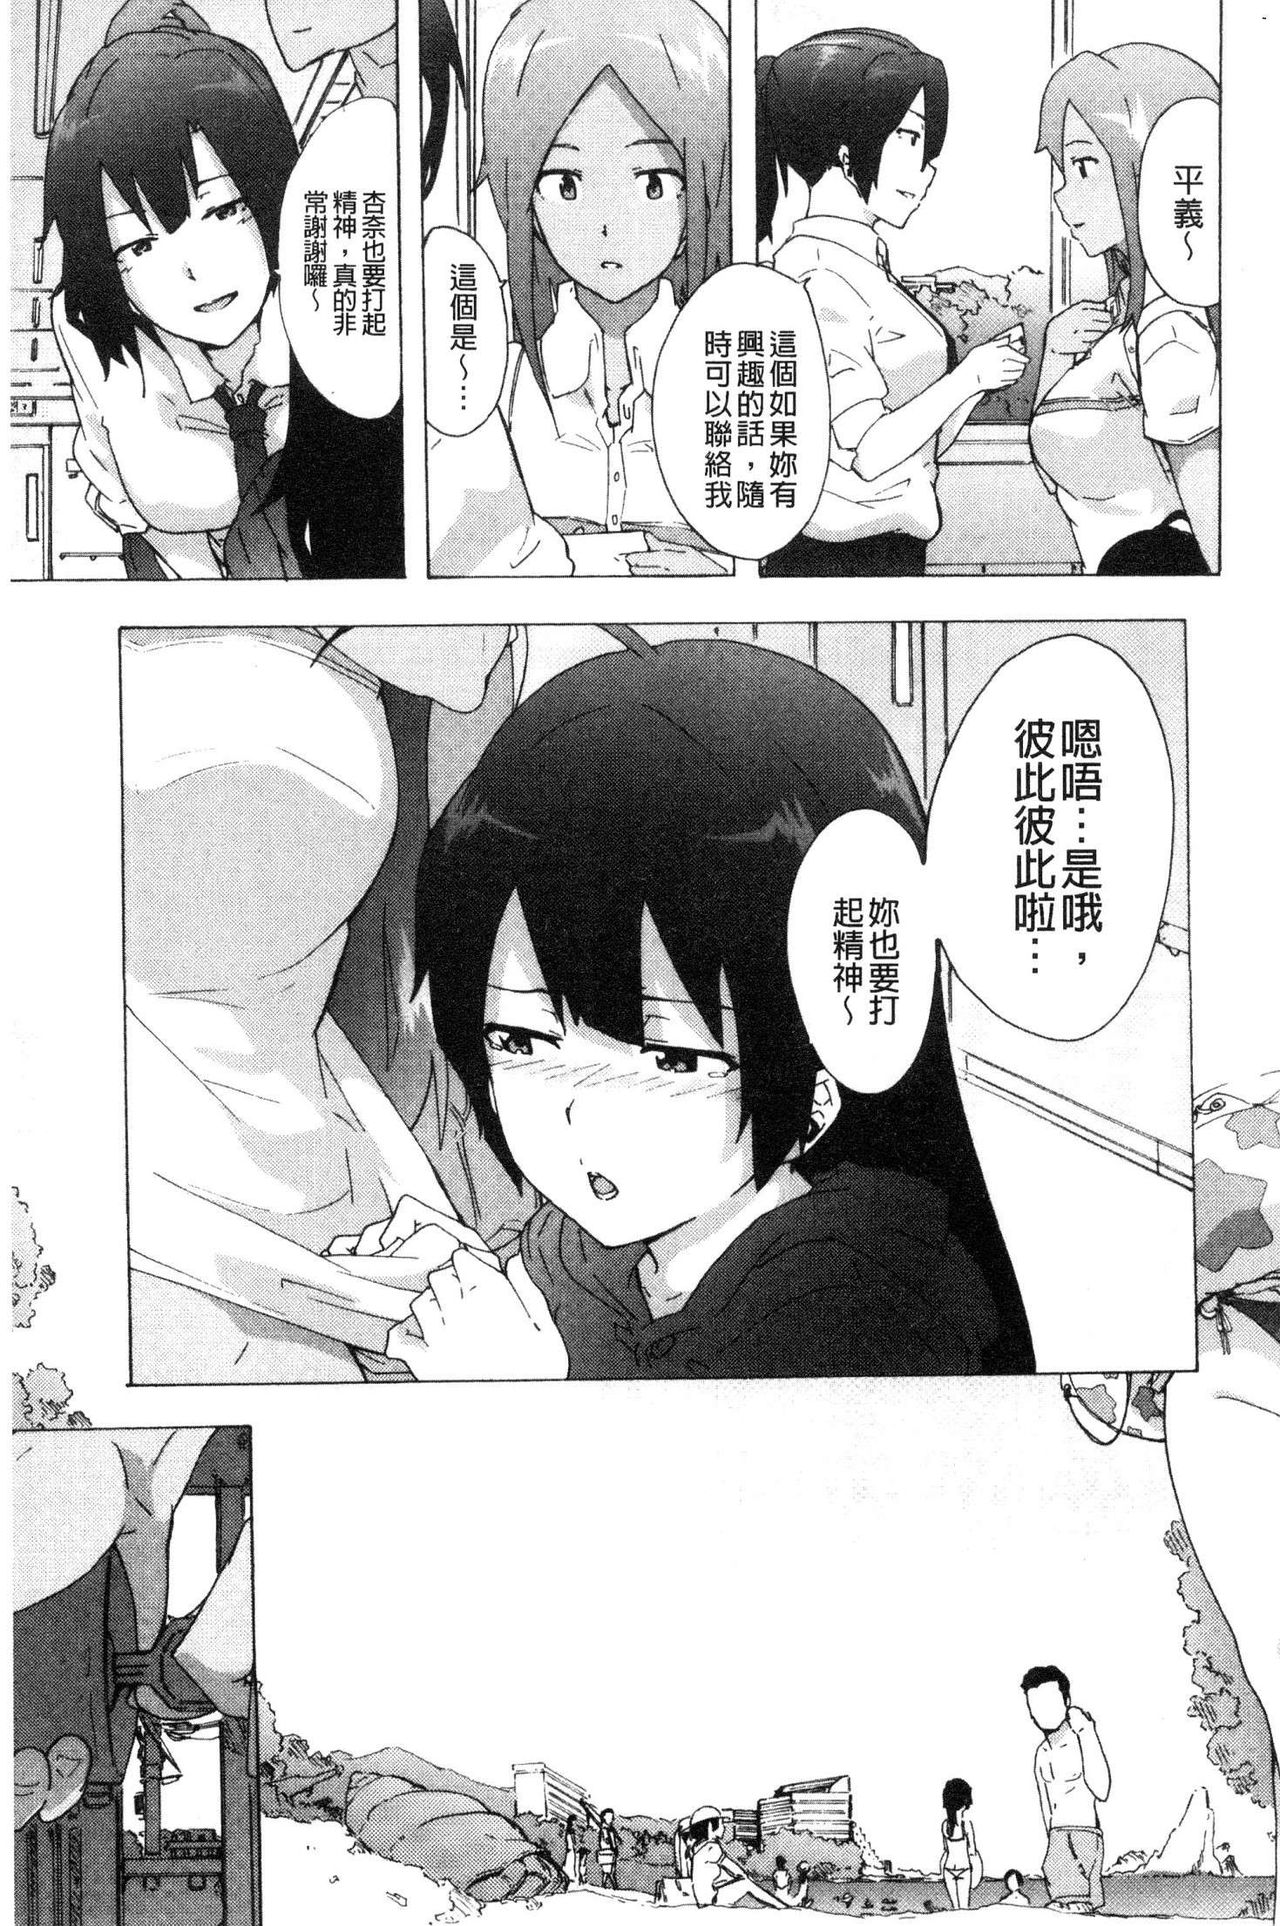 平義～
這個如果妳有
興趣的話，隨
時可以聯絡我
這個是～…
杏奈也要打起
精神，真的非
常謝謝囉～
嗯唔…是哦，
彼此彼此啦…
妳也要打
起精神～